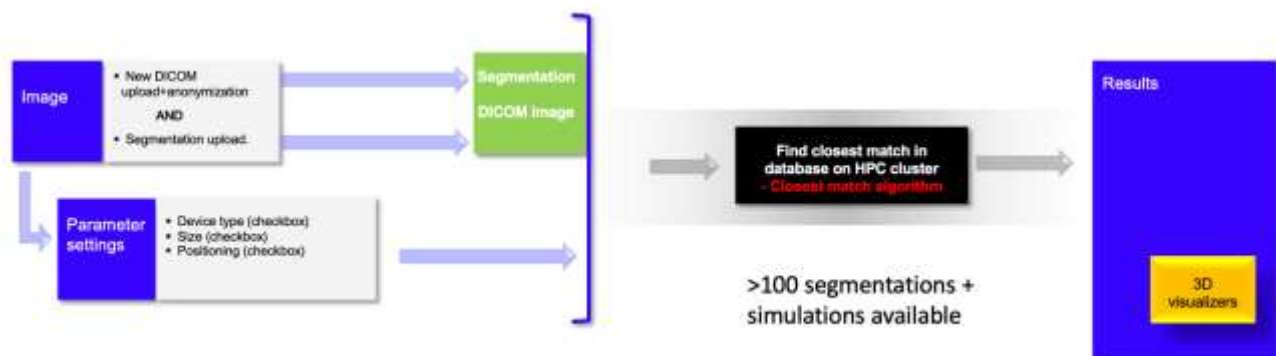 Image
• New DICOM
upload+anonymization
AND
• Segmentation upload.
Segmentation
DICOM image
Parameter
settings
• Device type (checkbox)
• Size (checkbox)
• Positioning (checkbox)
Find closest match in
database on HPC cluster
- Closest match algorithm
>100 segmentations +
simulations available
Results
3D
visualizers